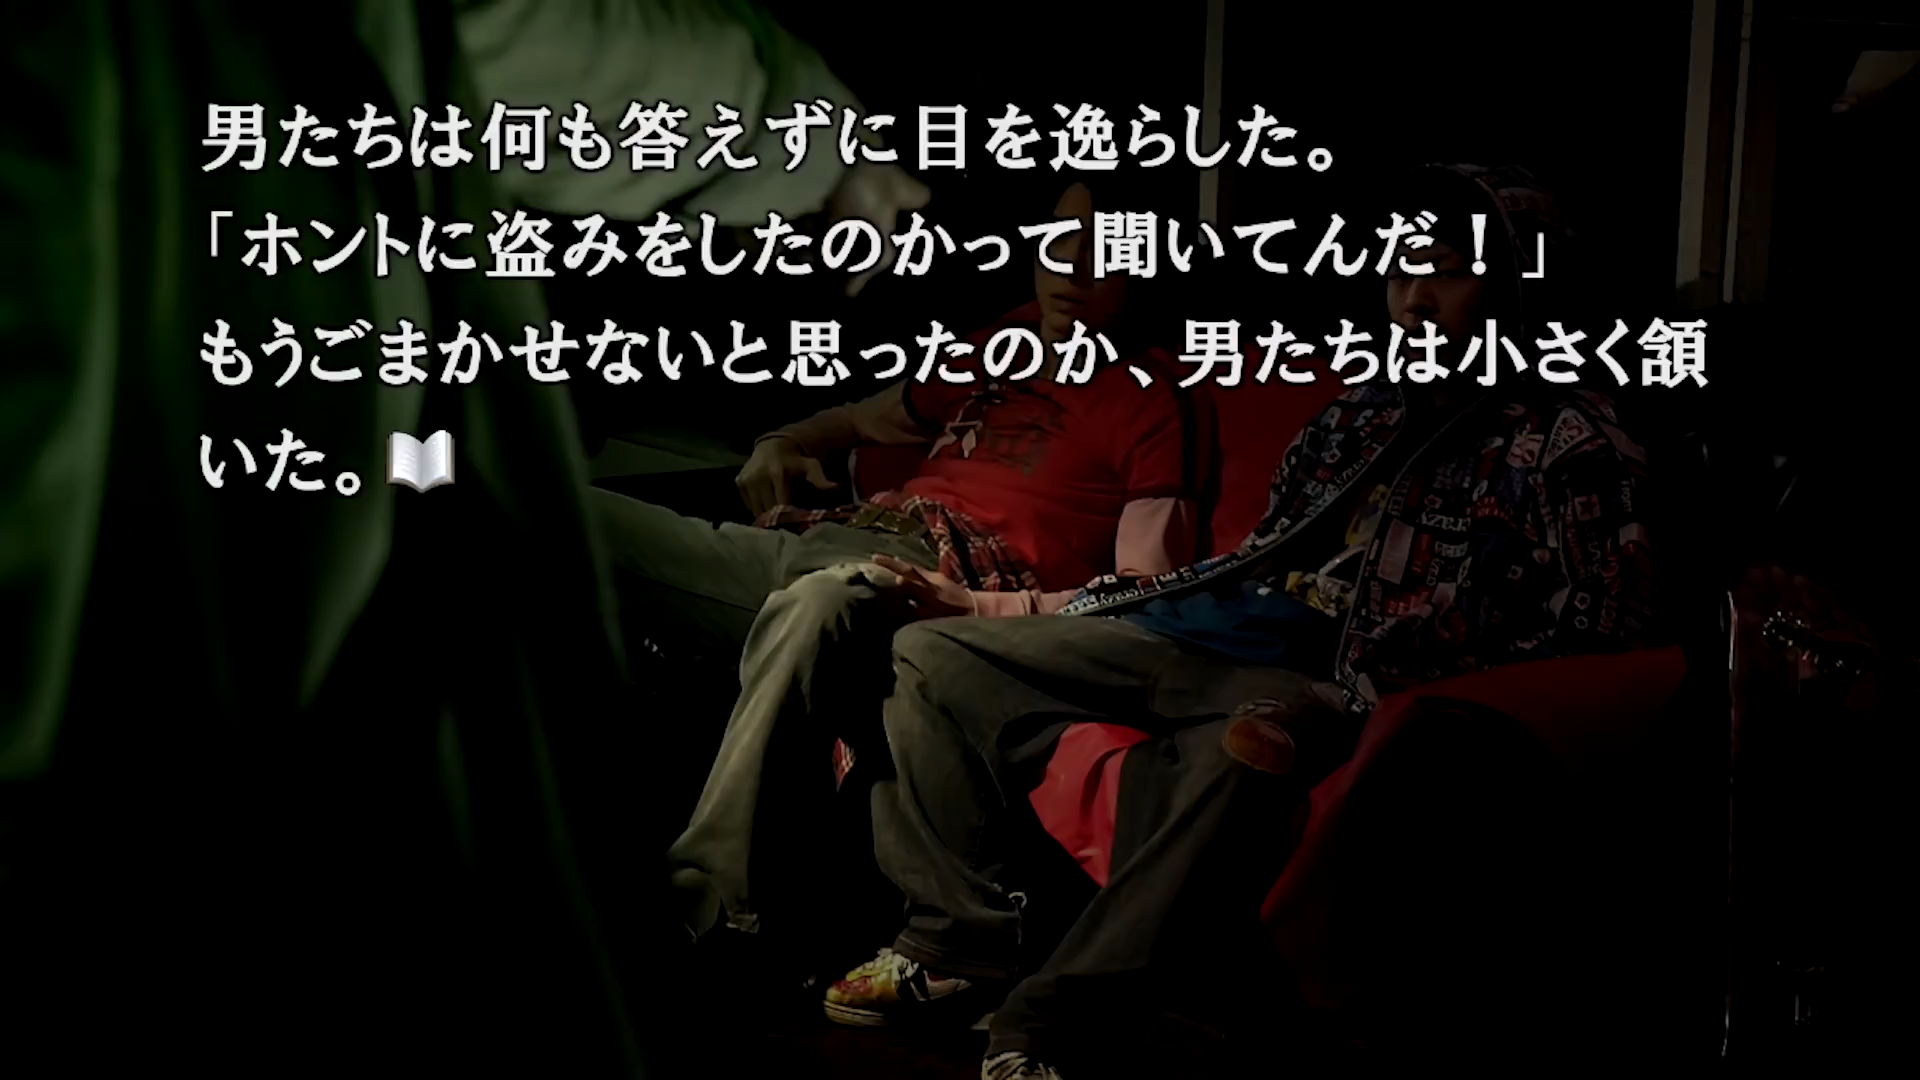 男たちは何も答えずに目を逸らした。
「ホントに盗みをしたのかって聞いてんだ！」
もうごまかせないと思ったのか、男たちは小さく頷
いた。